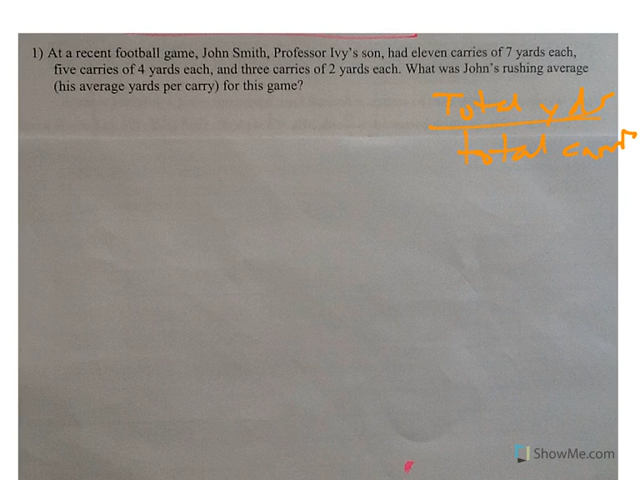 1) At a recent football game, John Smith, Professor Ivy's son, had eleven carries of 7 yards each,
five carries of 4 yards each, and three carries of 2 yards each. What was John's rushing average
(his average yards per carry) for this game?
Total yds
total carr
ShowMe.com